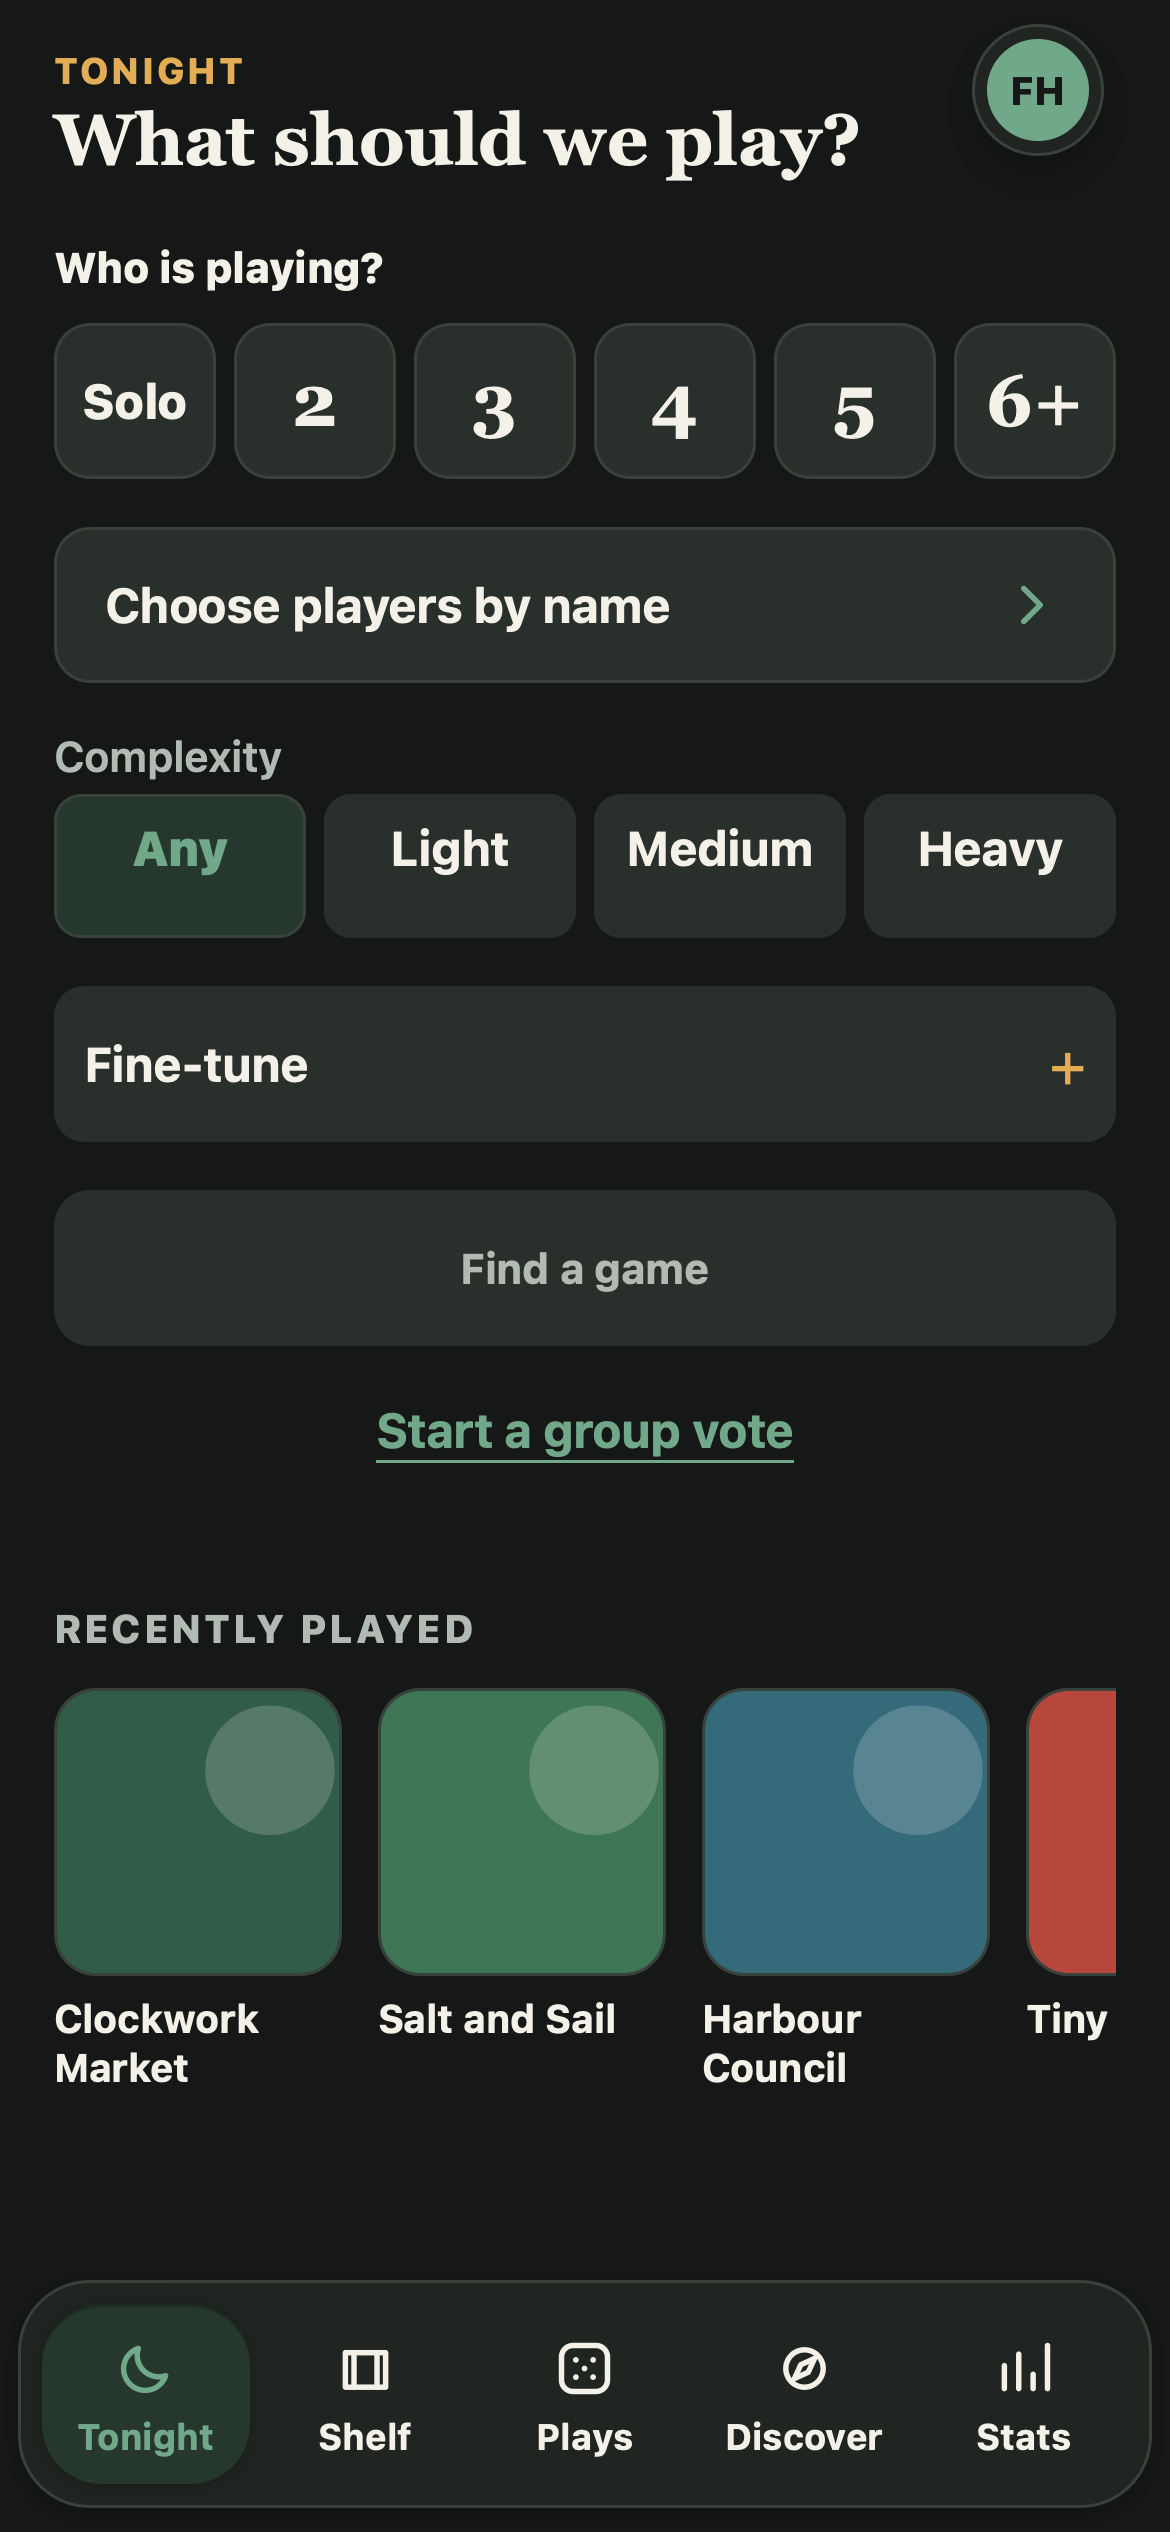 TONIGHT
What should we play?
FH
Who is playing?
Solo
2
3
4
5
6+
Choose players by name
Complexity
Any
Light
Medium
Heavy
Fine-tune
+
Find a game
Start a group vote
RECENTLY PLAYED
Clockwork
Market
Salt and Sail
Harbour
Council
Tiny
Tonight
Shelf
Plays
Discover
Stats